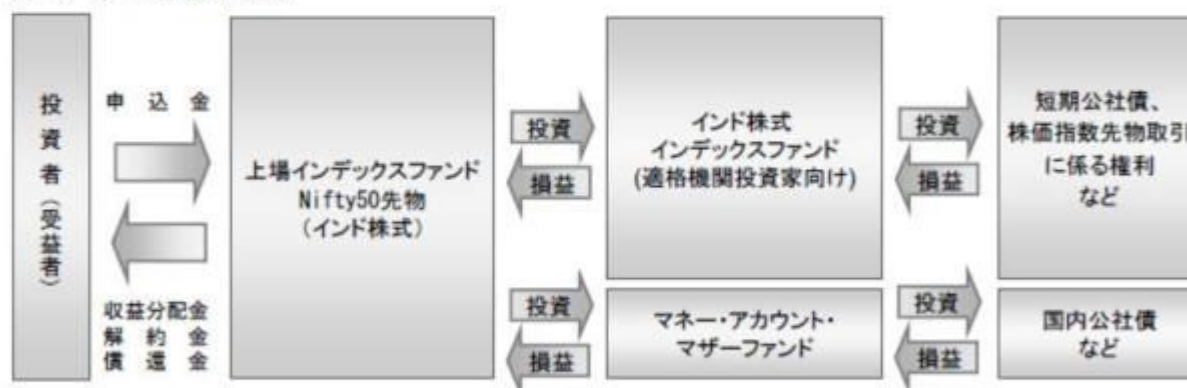 投資者(受益者)
申込金
収益分配金
解約金
償還金
上場インデックスファンド
Nifty50先物
(インド株式)
投資
損益
インド株式
インデックスファンド
(適格機関投資家向け)
投資
損益
短期公社債、
株価指数先物取引
に係る権利
など
投資
損益
マネー・アカウント・
マザーファンド
投資
損益
国内公社債
など